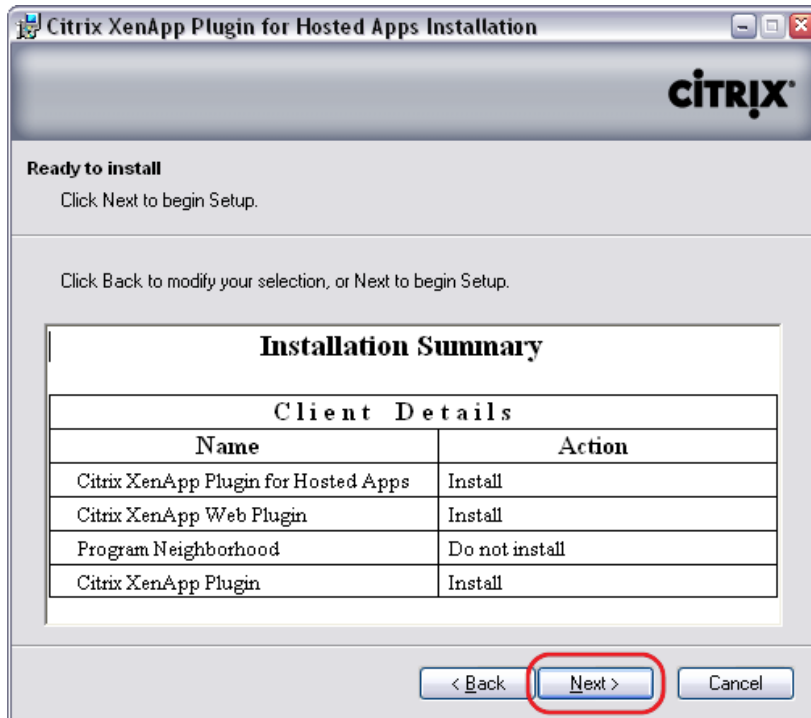 Citrix XenApp Plugin for Hosted Apps Installation
CİTRIX
Ready to install
Click Next to begin Setup.
Click Back to modify your selection, or Next to begin Setup.
Installation Summary
Client Details
Name Action
Citrix XenApp Plugin for Hosted Apps Install
Citrix XenApp Web Plugin Install
Program Neighborhood Do not install
Citrix XenApp Plugin Install
< Back Next > Cancel